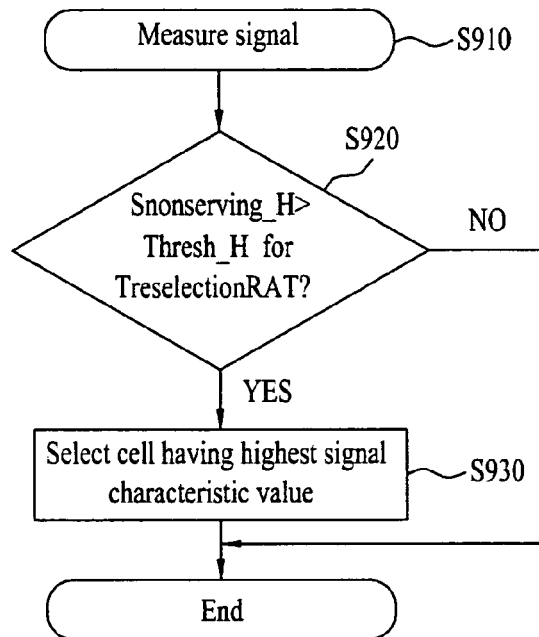 Measure signal
S910
S920
Snonserving_H>
Thresh_H for
TreselectionRAT?
NO
YES
Select cell having highest signal
characteristic value
S930
End